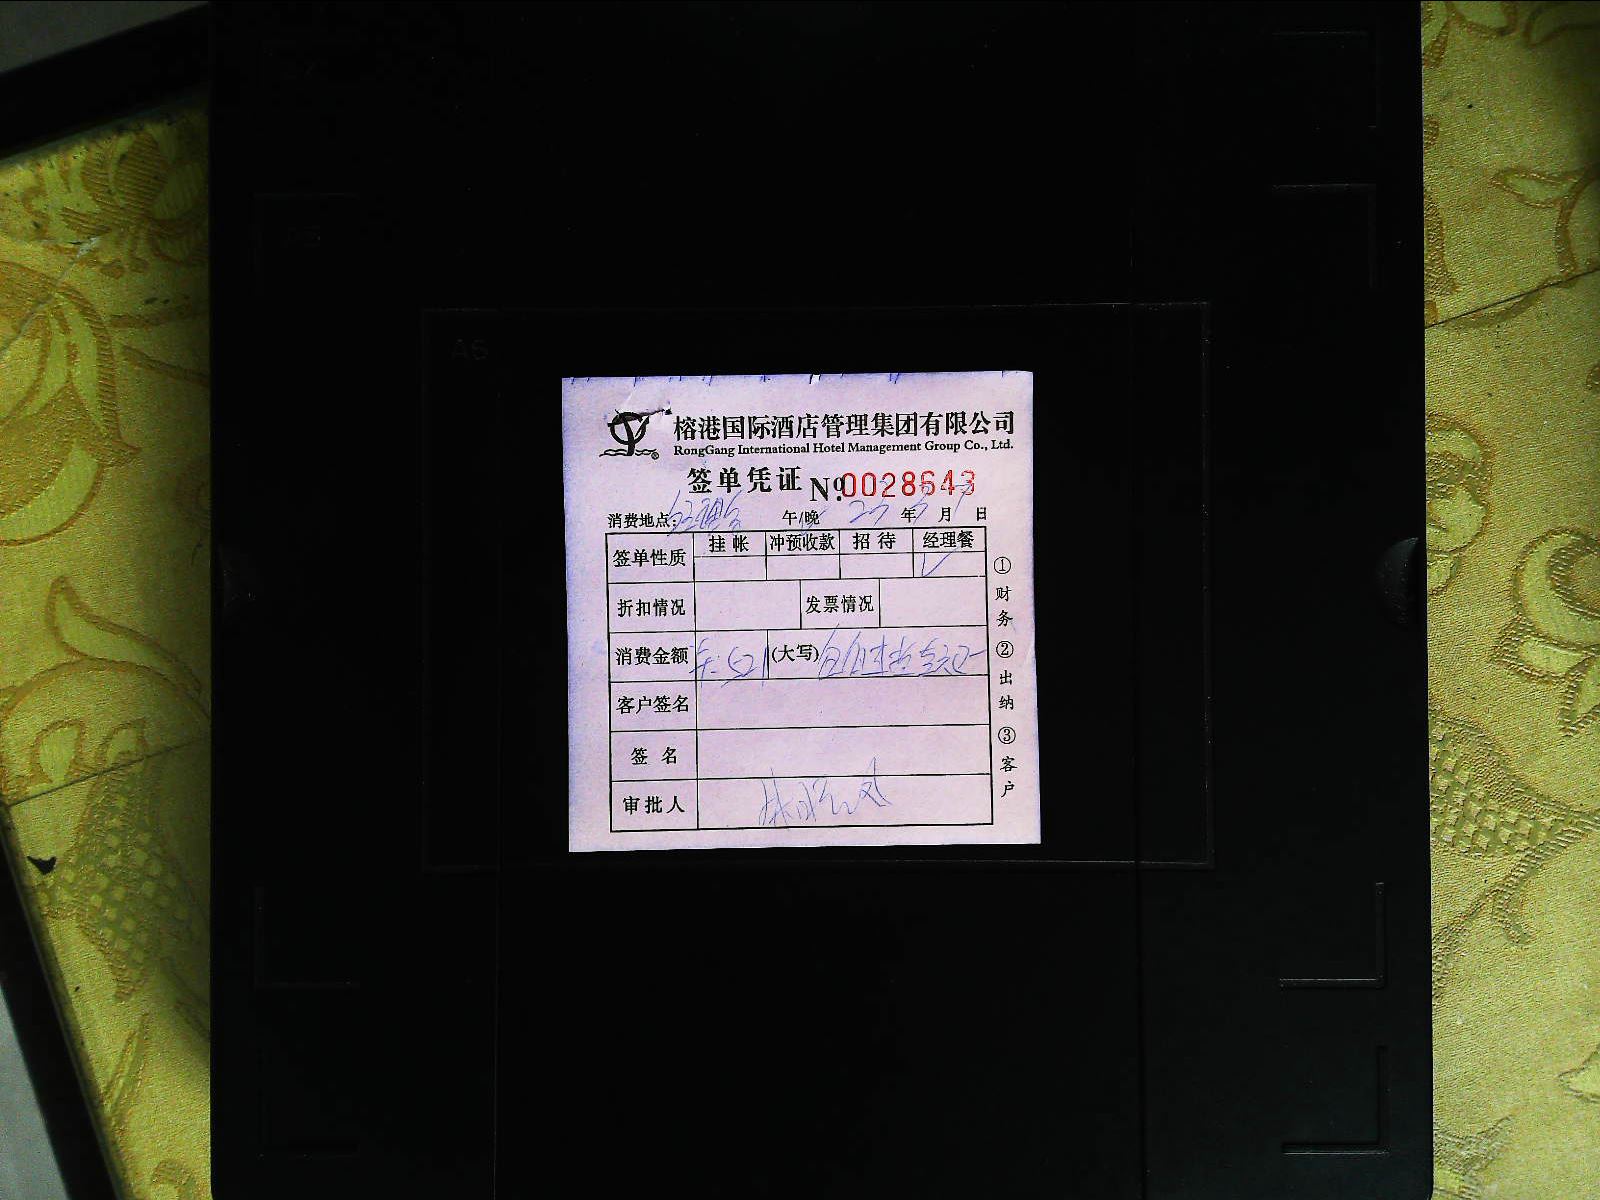 A5
榕港国际酒店管理集团有限公司
RongGang International Hotel Management Group Co., Ltd.
签单凭证 №0028643
消费地点: 午/晚 年 月 日
签单性质 挂帐 冲预收款 招待 经理餐
折扣情况 发票情况
消费金额 (大写)
客户签名
签名
审批人
①财务 ②出纳 ③客户